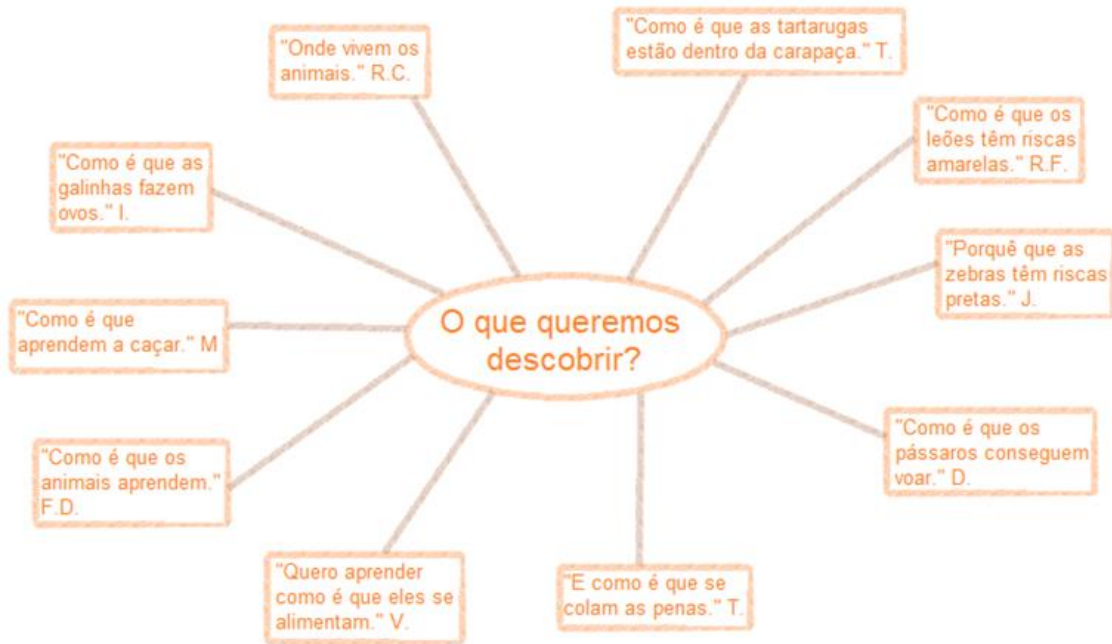 "Onde vivem os
animais." R.C.
"Como é que as tartarugas
estão dentro da carapaça." T.
"Como é que os
leões têm riscas
amarelas." R.F.
"Como é que as
galinhas fazem
ovos." I.
"Porquê que as
zebras têm riscas
pretas." J.
"Como é que
aprendem a caçar." M
O que queremos
descobrir?
"Como é que os
pássaros conseguem
voar." D.
"Como é que os
animais aprendem."
F.D.
"Quero aprender
como é que eles se
alimentam." V.
"E como é que se
colam as penas." T.